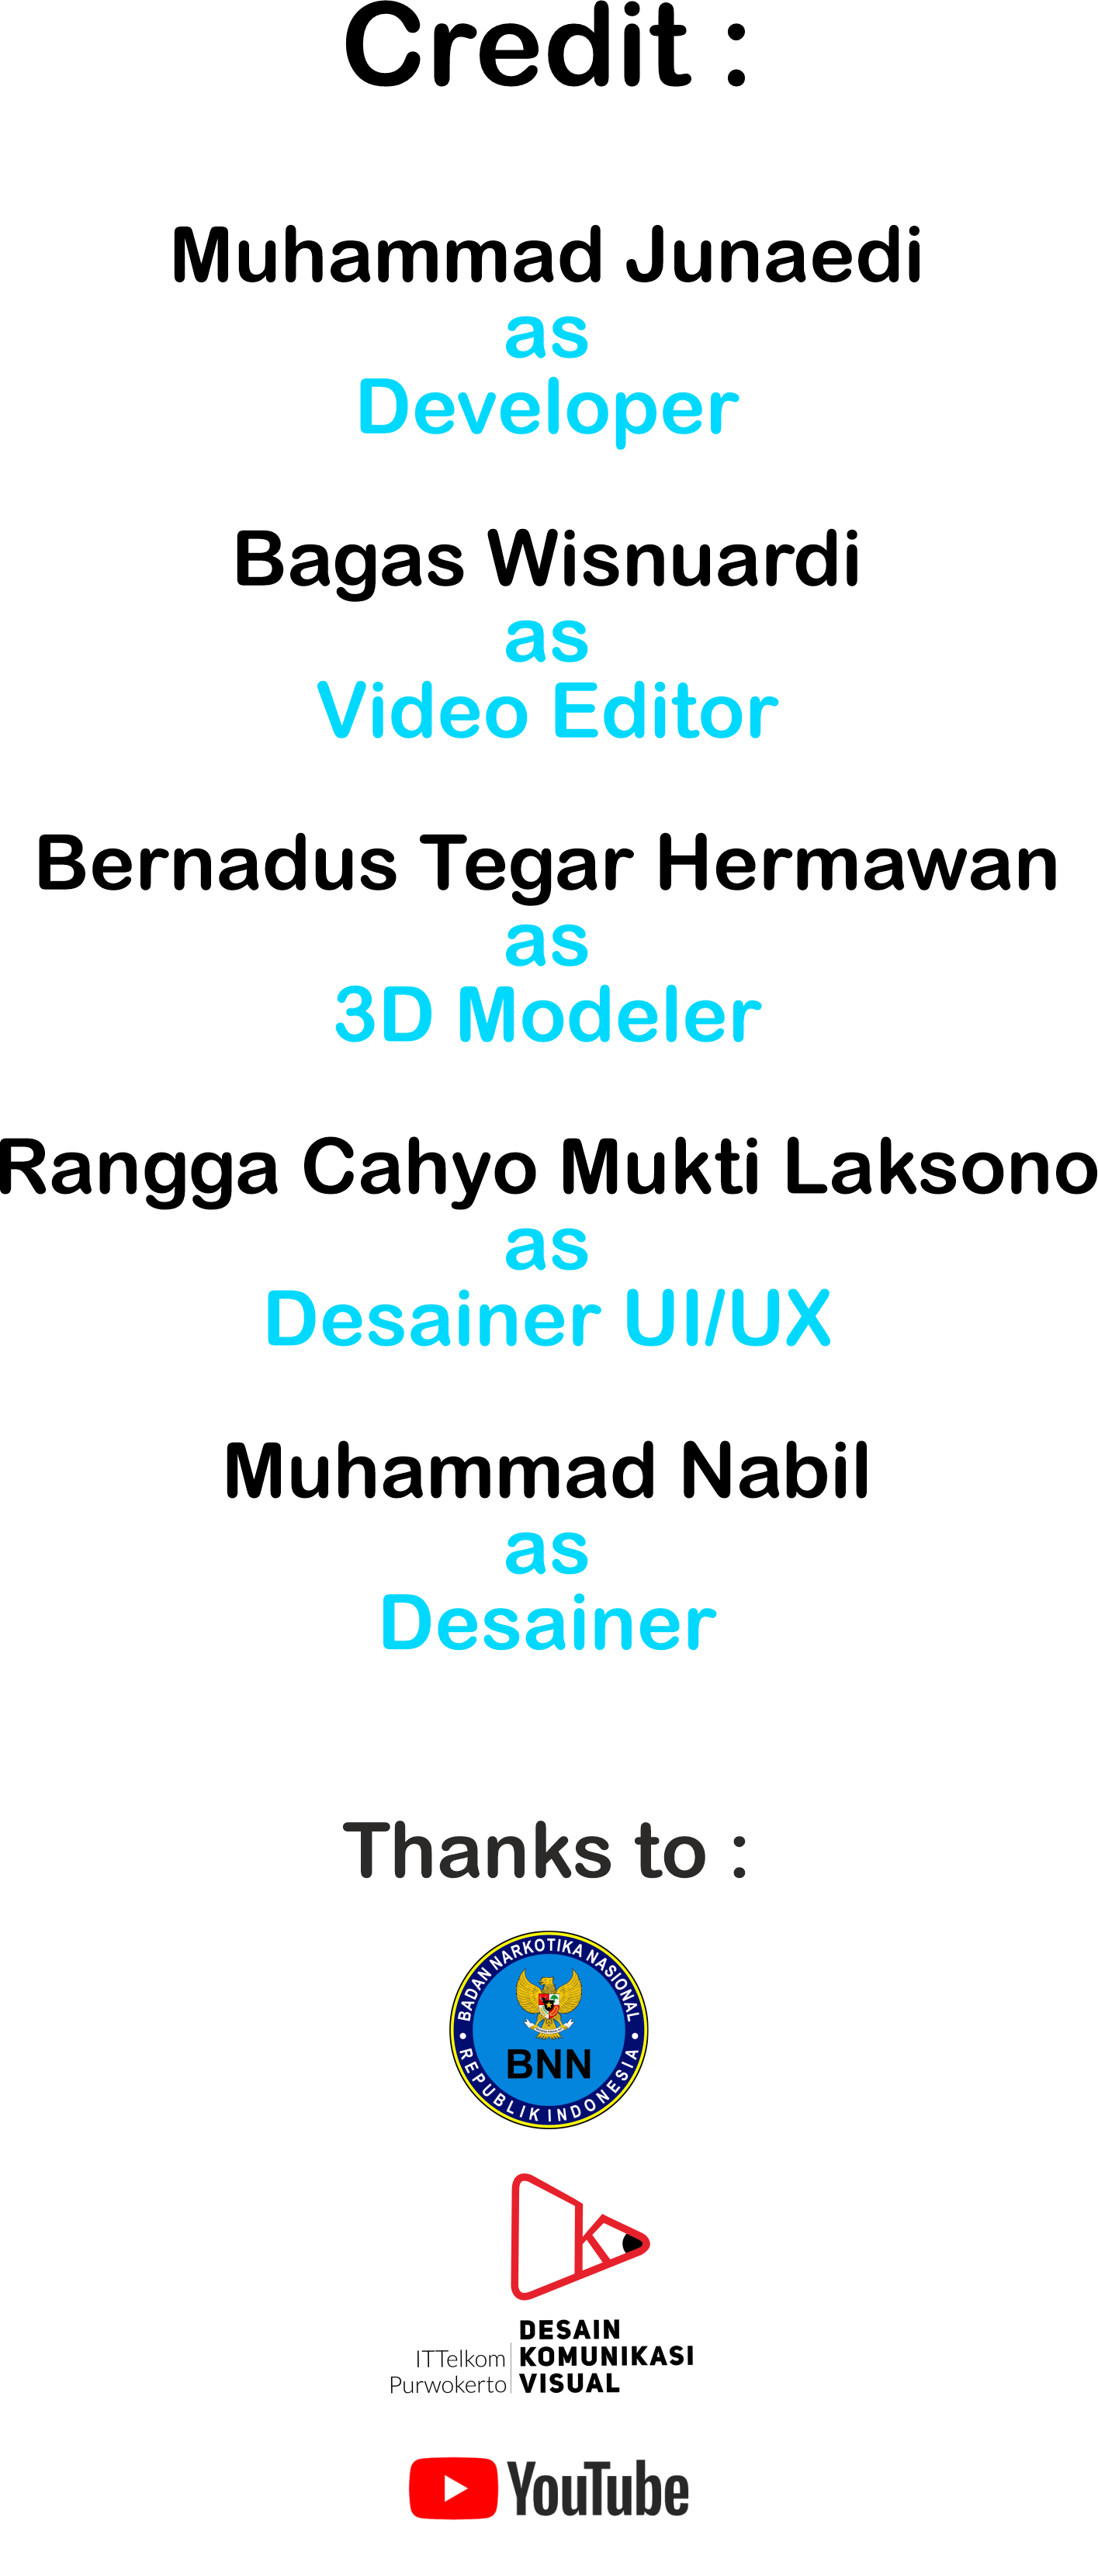 Credit :
Muhammad Junaedi
as
Developer
Bagas Wisnuardi
as
Video Editor
Bernadus Tegar Hermawan
as
3D Modeler
Rangga Cahyo Mukti Laksono
as
Desainer UI/UX
Muhammad Nabil
as
Desainer
Thanks to :
BADAN NARKOTIKA NASIONAL
BNN
REPUBLIK INDONESIA
ITTelkom
Purwokerto
DESAIN
KOMUNIKASI
VISUAL
YouTube